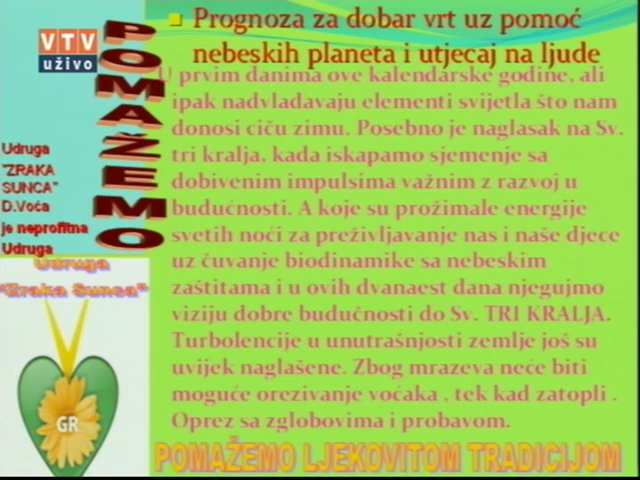 VTV
uživo
POMAŽEMO
Prognoza za dobar vrt uz pomoć
nebeskih planeta i utjecaj na ljude
U prvim danima ove kalendarske godine, ali
ipak nadvladavaju elementi svijetla što nam
donosi ciču zimu. Posebno je naglasak na Sv.
tri kralja, kada iskapamo sjemenje sa
dobivenim impulsima važnim z razvoj u
budućnosti. A koje su prožimale energije
svetih noći za preživljavanje nas i naše djece
uz čuvanje biodinamike sa nebeskim
zaštitama i u ovih dvanaest dana njegujmo
viziju dobre budućnosti do Sv. TRI KRALJA.
Turbolencije u unutrašnjosti zemlje još su
uvijek naglašene. Zbog mrazeva neće biti
moguće orezivanje voćaka , tek kad zatopli .
Oprez sa zglobovima i probavom.
Udruga
"ZRAKA
SUNCA"
D.Voća
je neprofitna
Udruga
Udruga
"Zraka Sunca"
GR
POMAŽEMO LJEKOVITOM TRADICIJOM